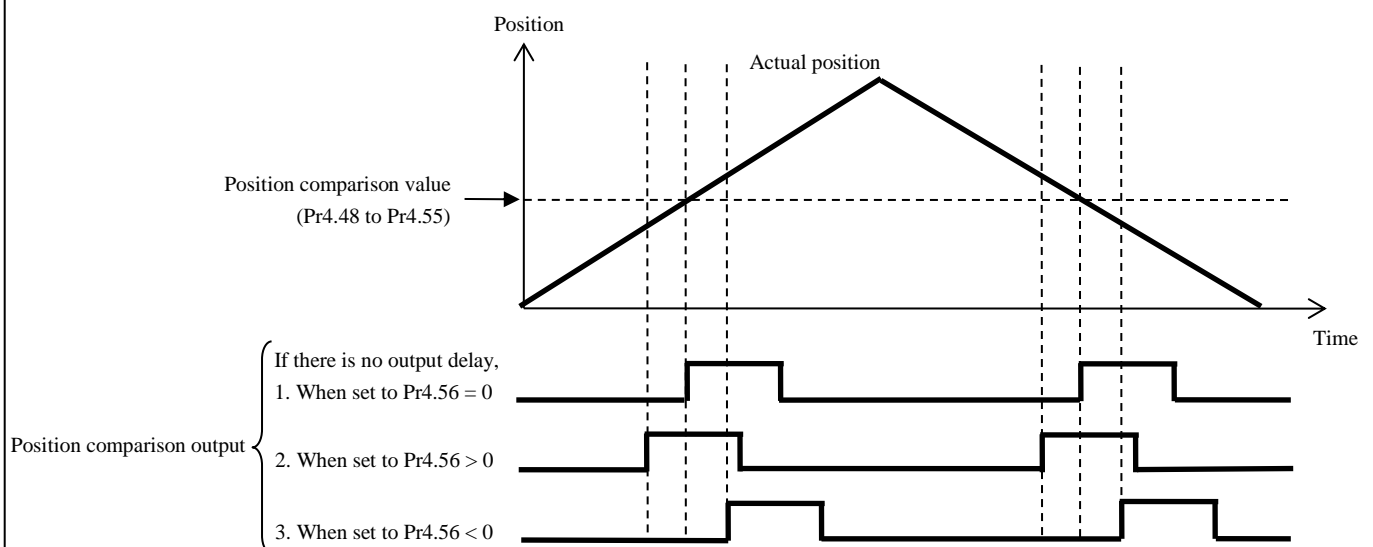 Position
Actual position
Position comparison value
(Pr4.48 to Pr4.55)
Time
If there is no output delay,
1. When set to Pr4.56 = 0
Position comparison output
2. When set to Pr4.56 > 0
3. When set to Pr4.56 < 0